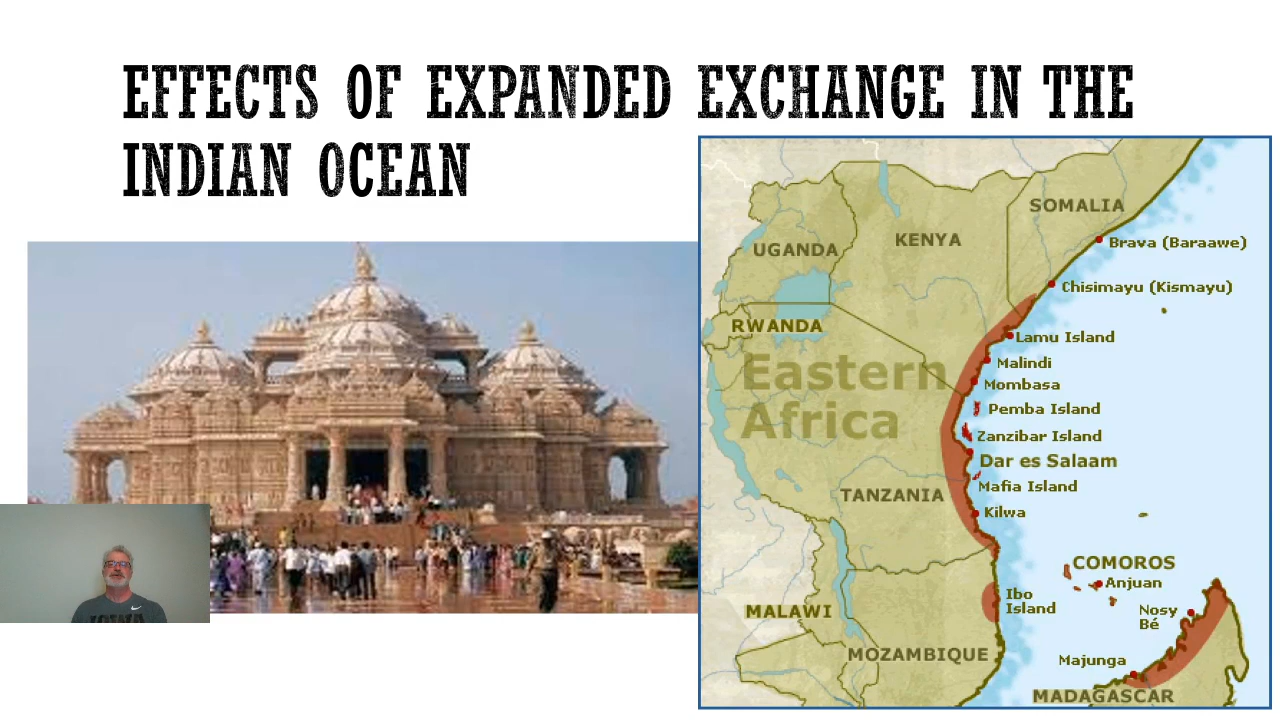 EFFECTS OF EXPANDED EXCHANGE IN THE
INDIAN OCEAN
SOMALIA
KENYA
UGANDA
Brava (Baraawe)
Chisimayu (Kismayu)
RWANDA
Lamu Island
Malindi
Eastern
Africa
Mombasa
Pemba Island
Zanzibar Island
Dar es Salaam
Mafia Island
TANZANIA
Kilwa
COMOROS
Anjuan
Ibo
Island
Nosy
Bé
MALAWI
MOZAMBIQUE
Majunga
MADAGASCAR
IOWA